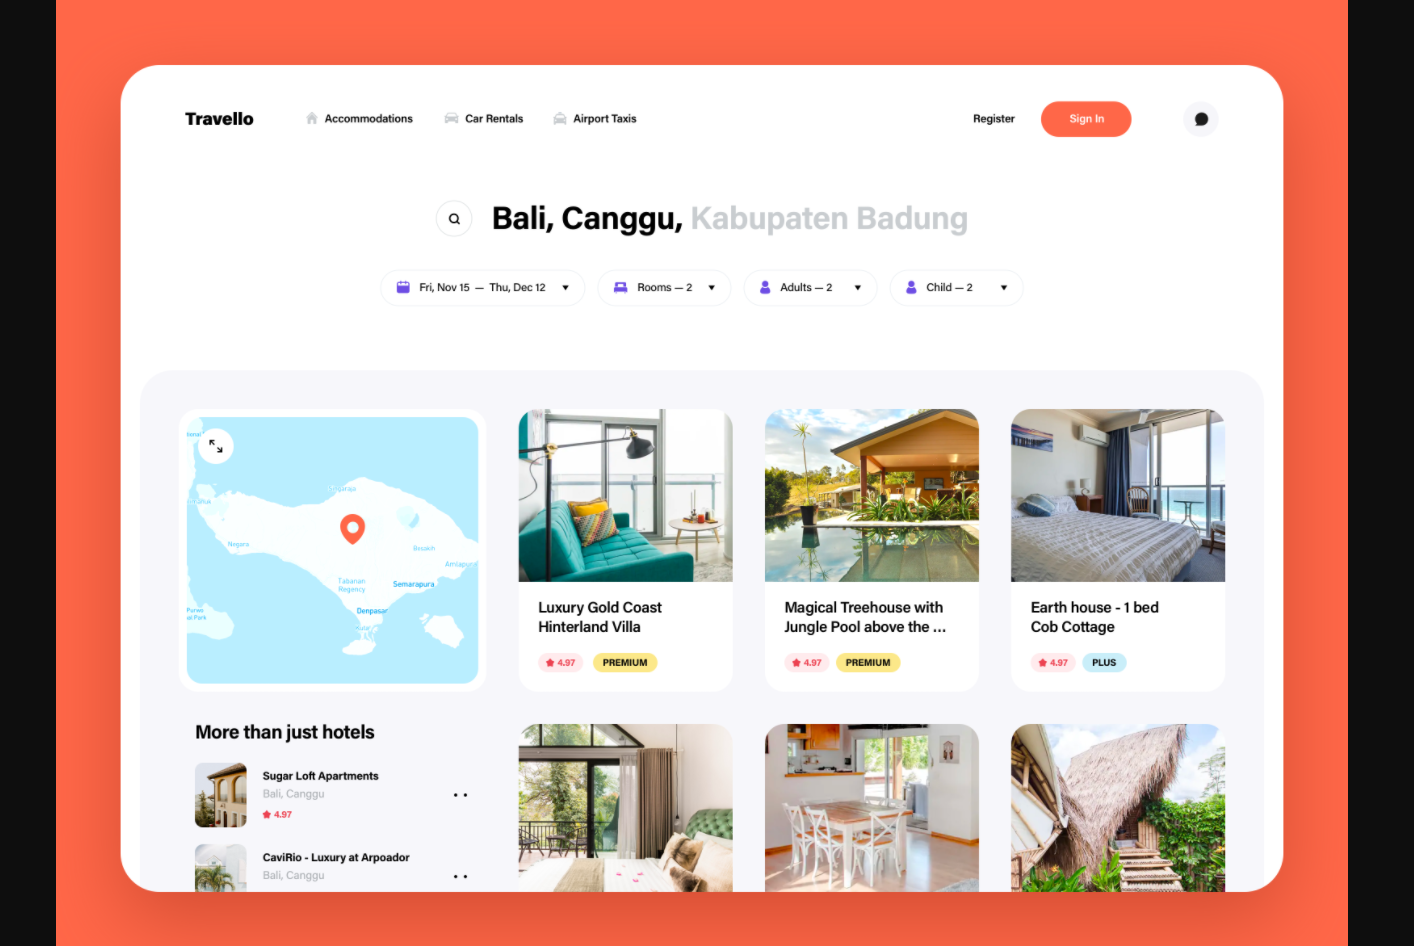 Travello
Accommodations
Car Rentals
Airport Taxis
Register
Sign In
Bali, Canggu, Kabupaten Badung
Fri, Nov 15 — Thu, Dec 12
Rooms — 2
Adults — 2
Child — 2
Negara
Tabanan
Regency
Besakih
Semarapura
Denpasar
Luxury Gold Coast
Hinterland Villa
4.97
PREMIUM
Magical Treehouse with
Jungle Pool above the ...
4.97
PREMIUM
Earth house - 1 bed
Cob Cottage
4.97
PLUS
More than just hotels
Sugar Loft Apartments
Bali, Canggu
4.97
CaviRio - Luxury at Arpoador
Bali, Canggu